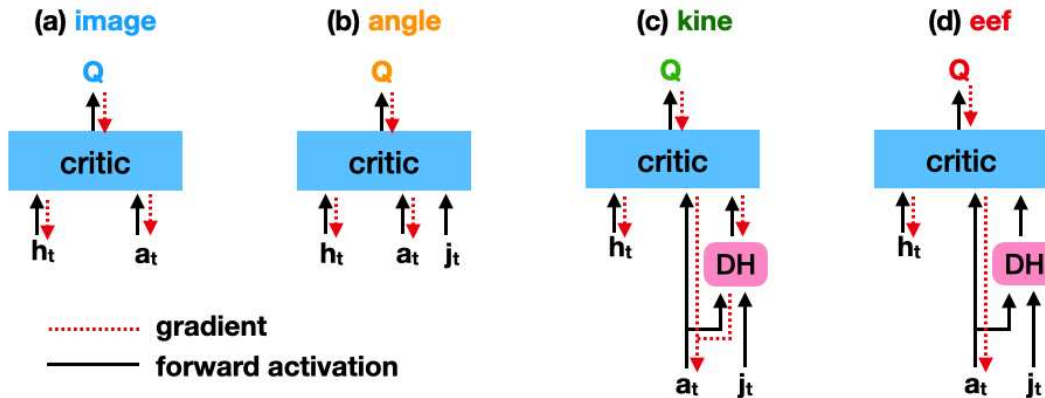 (a) image (b) angle (c) kine (d) eef
Q Q Q Q
critic critic critic critic
hₜ aₜ hₜ aₜ jₜ hₜ hₜ
DH DH
gradient
forward activation
aₜ jₜ aₜ jₜ